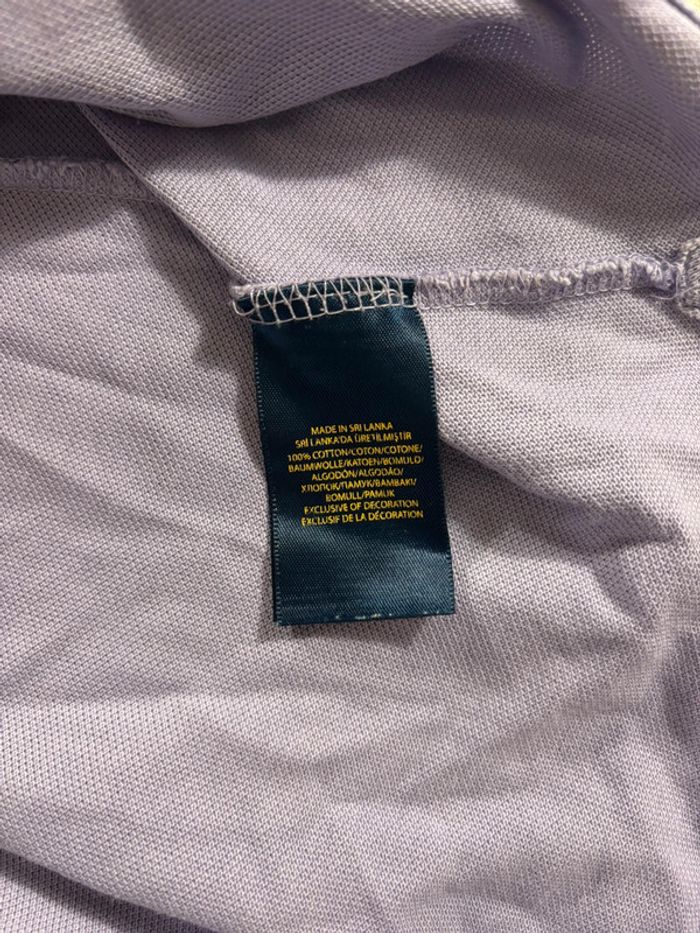 MADE IN SRI LANKA
SRİ LANKA'DA ÜRETİLMİŞTİR
100% COTTON/COTON/COTONE/
BAUMWOLLE/KATOEN/BOMULD/
ALGODÓN/ALGODÃO/
ХЛОПОК/ПАМУК/BAMBAKI/
BOMULL/PAMUK
EXCLUSIVE OF DECORATION
EXCLUSIF DE LA DÉCORATION